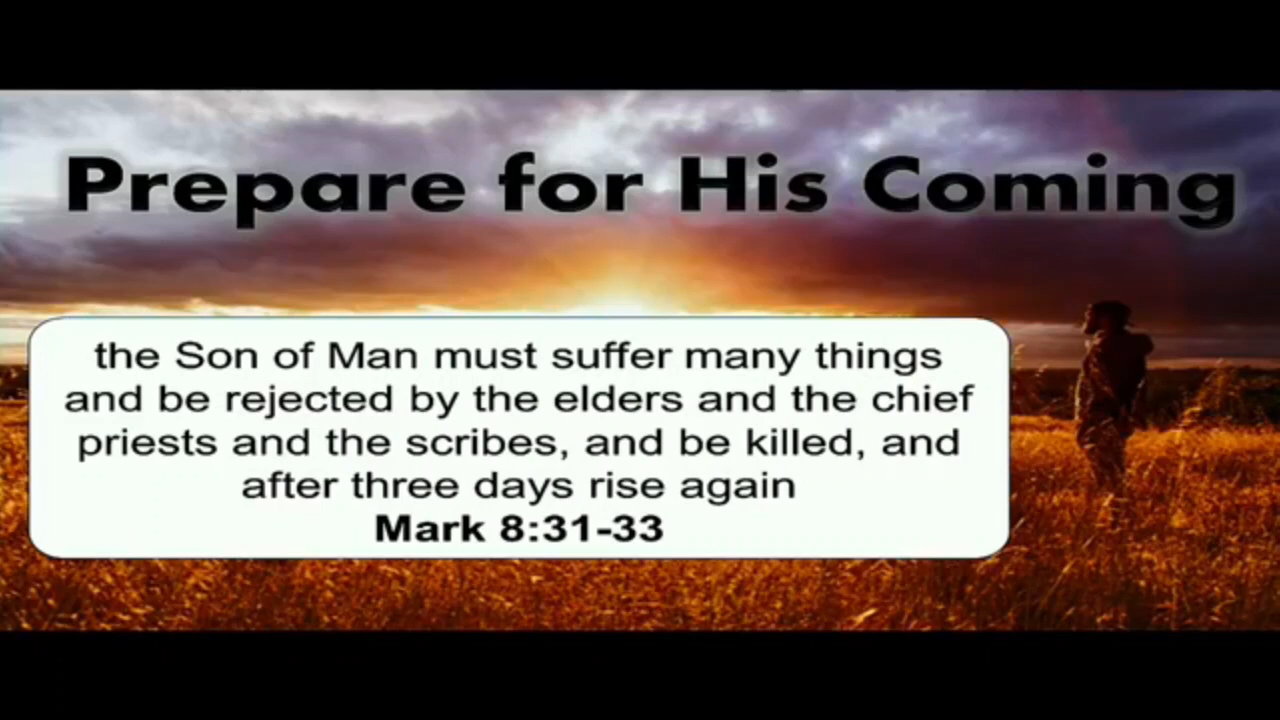 Prepare for His Coming
the Son of Man must suffer many things
and be rejected by the elders and the chief
priests and the scribes, and be killed, and
after three days rise again
Mark 8:31-33